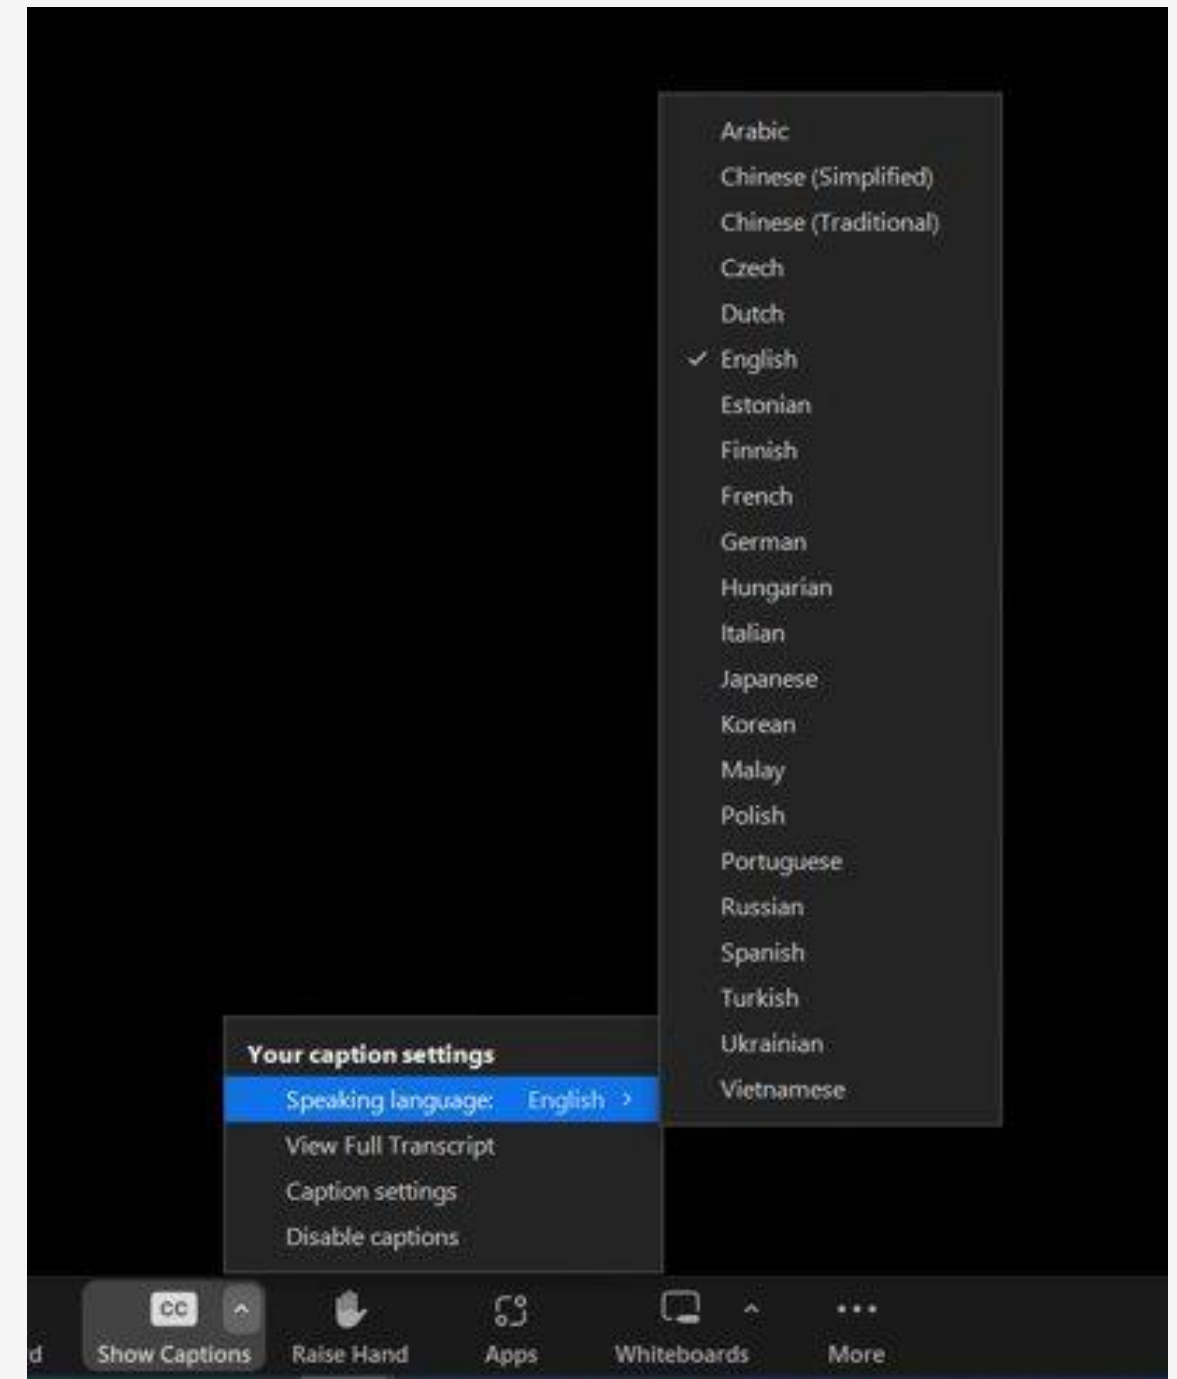 Arabic
Chinese (Simplified)
Chinese (Traditional)
Czech
Dutch
English
Estonian
Finnish
French
German
Hungarian
Italian
Japanese
Korean
Malay
Polish
Portuguese
Russian
Spanish
Turkish
Ukrainian
Vietnamese
Your caption settings
Speaking language: English
View Full Transcript
Caption settings
Disable captions
CC
d Show Captions Raise Hand Apps Whiteboards More